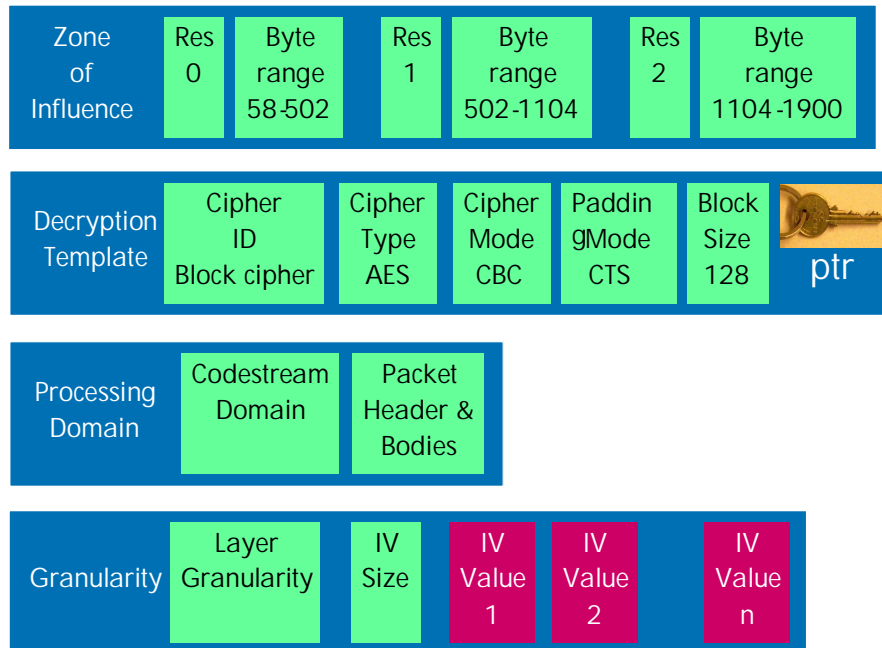 Zone
of
Influence
Res
0
Byte
range
58-502
Res
1
Byte
range
502-1104
Res
2
Byte
range
1104-1900
Decryption
Template
Cipher
ID
Block cipher
Cipher
Type
AES
Cipher
Mode
CBC
Paddin
gMode
CTS
Block
Size
128
ptr
Processing
Domain
Codestream
Domain
Packet
Header &
Bodies
Granularity
Layer
Granularity
IV
Size
IV
Value
1
IV
Value
2
IV
Value
n